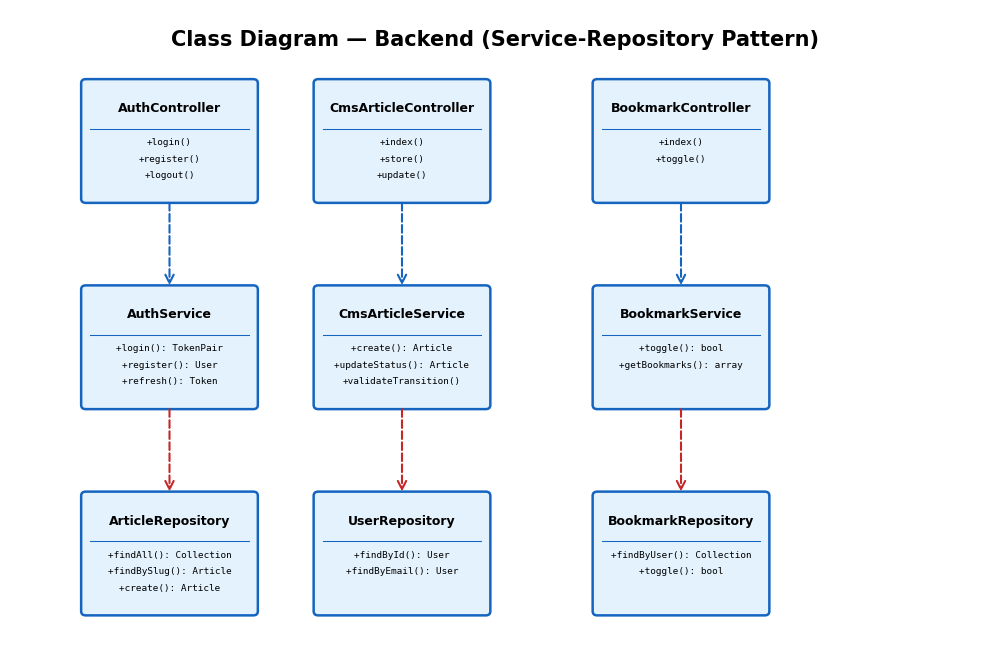 Class Diagram — Backend (Service-Repository Pattern)
AuthController
+login()
+register()
+logout()
CmsArticleController
+index()
+store()
+update()
BookmarkController
+index()
+toggle()
AuthService
+login(): TokenPair
+register(): User
+refresh(): Token
CmsArticleService
+create(): Article
+updateStatus(): Article
+validateTransition()
BookmarkService
+toggle(): bool
+getBookmarks(): array
ArticleRepository
+findAll(): Collection
+findBySlug(): Article
+create(): Article
UserRepository
+findById(): User
+findByEmail(): User
BookmarkRepository
+findByUser(): Collection
+toggle(): bool